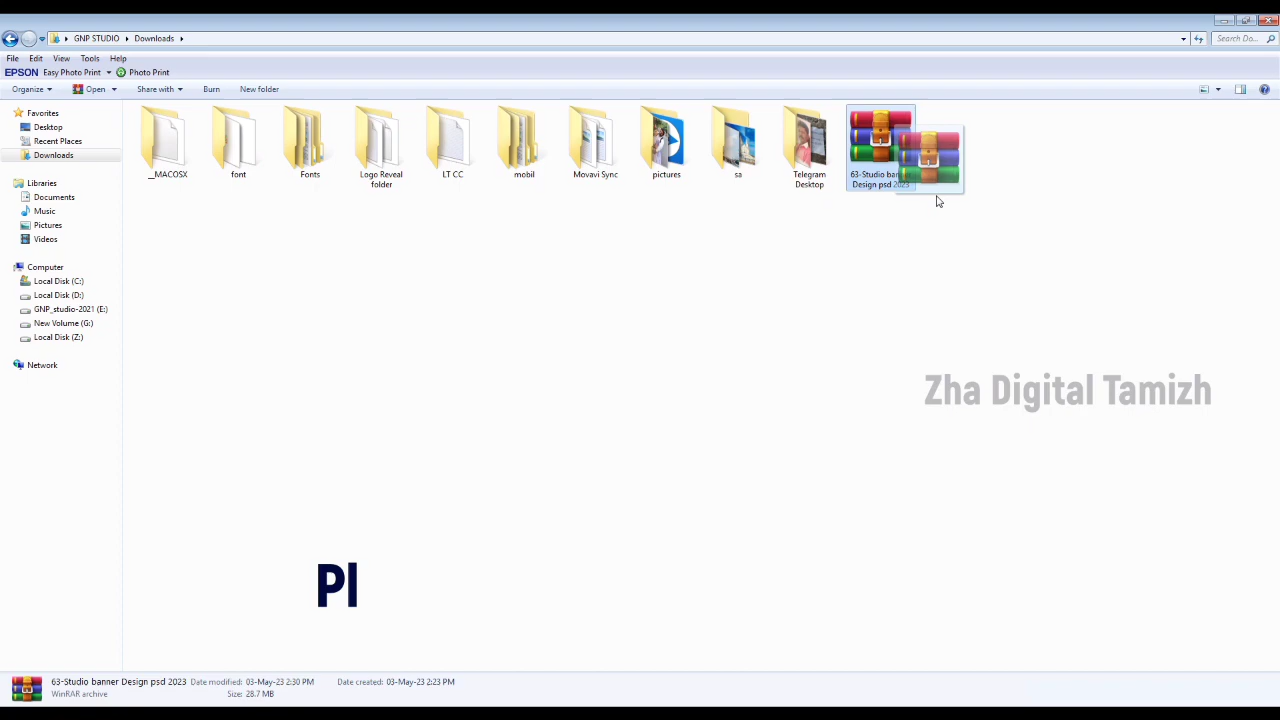 GNP STUDIO
Downloads
Search Do...
File Edit View Tools Help
EPSON Easy Photo Print Photo Print
Organize Open Share with Burn New folder
Favorites
Desktop
Recent Places
Downloads
Libraries
Documents
Music
Pictures
Videos
Computer
Local Disk (C:)
Local Disk (D:)
GNP_studio-2021 (E:)
New Volume (G:)
Local Disk (Z:)
Network
__MACOSX
font
Fonts
Logo Reveal
folder
LT CC
mobil
Movavi Sync
pictures
sa
Telegram
Desktop
63-Studio
Design psd 2023
Zha Digital Tamizh
Pl
63-Studio banner Design psd 2023 Date modified: 03-May-23 2:30 PM Date created: 03-May-23 2:23 PM
WinRAR archive Size: 28.7 MB